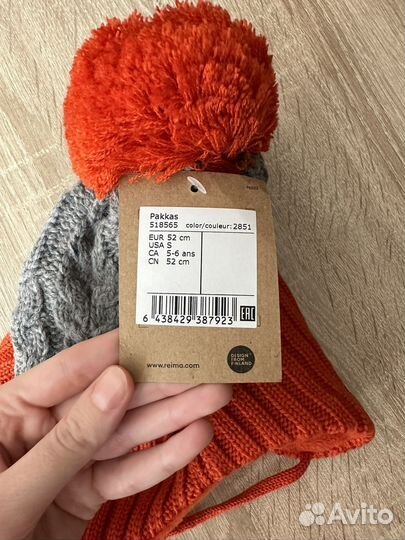 Pakkas
518565 color/couleur: 2851
EUR 52 cm
USA S
CA 5-6 ans
CN 52 cm
6 438429 387923
EAC
www.reima.com
DESIGN
FROM
FINLAND
Avito